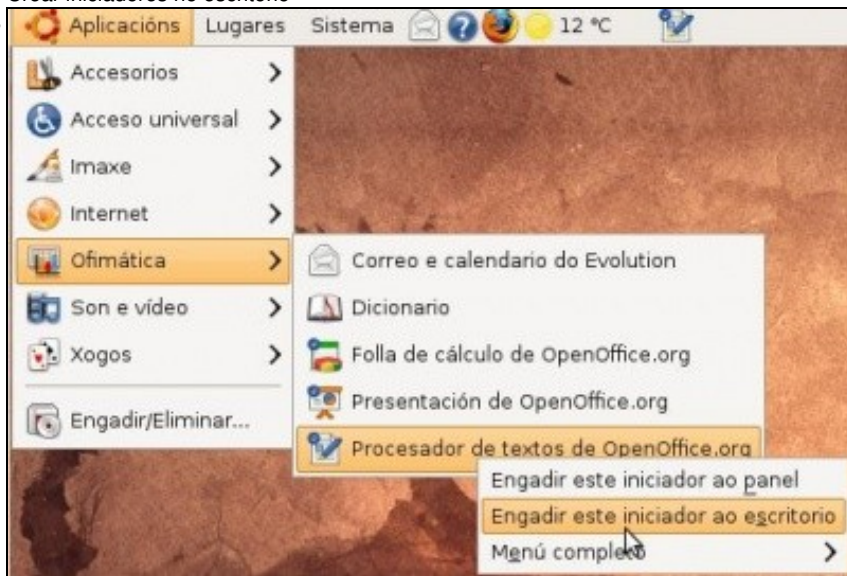 Crear iniciadores no escritorio
Aplicacións Lugares Sistema 12 °C
Accesorios
Acceso universal
Imaxe
Internet
Ofimática
Son e vídeo
Xogos
Engadir/Eliminar...
Correo e calendario do Evolution
Dicionario
Folla de cálculo de OpenOffice.org
Presentación de OpenOffice.org
Procesador de textos de OpenOffice.org
Engadir este iniciador ao panel
Engadir este iniciador ao escritorio
Menú completo